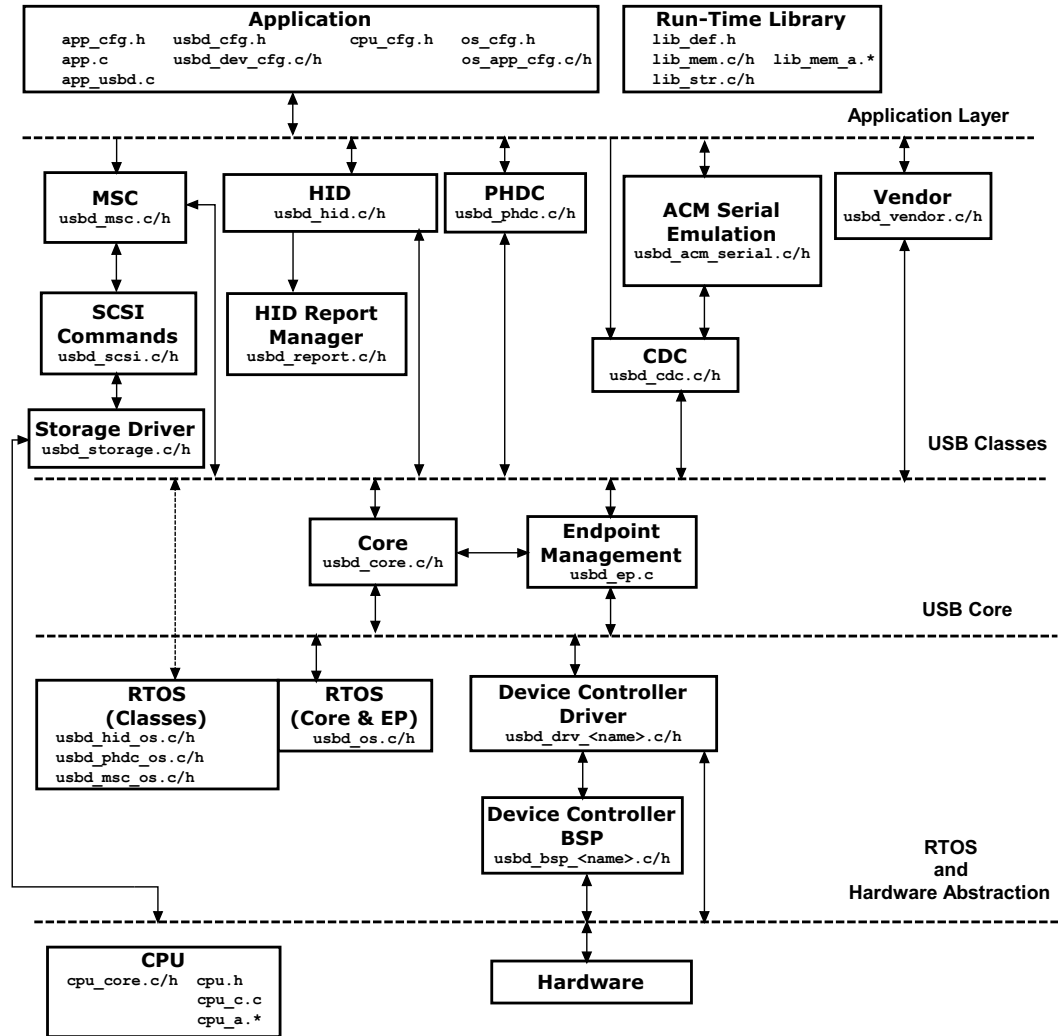 Application
app_cfg.h usbd_cfg.h cpu_cfg.h os_cfg.h
app.c usbd_dev_cfg.c/h os_app_cfg.c/h
app_usbd.c
Run-Time Library
lib_def.h
lib_mem.c/h lib_mem_a.*
lib_str.c/h
Application Layer
MSC
usbd_msc.c/h
HID
usbd_hid.c/h
PHDC
usbd_phdc.c/h
ACM Serial
Emulation
usbd_acm_serial.c/h
Vendor
usbd_vendor.c/h
SCSI
Commands
usbd_scsi.c/h
HID Report
Manager
usbd_report.c/h
CDC
usbd_cdc.c/h
Storage Driver
usbd_storage.c/h
USB Classes
Core
usbd_core.c/h
Endpoint
Management
usbd_ep.c
USB Core
RTOS
(Classes)
usbd_hid_os.c/h
usbd_phdc_os.c/h
usbd_msc_os.c/h
RTOS
(Core & EP)
usbd_os.c/h
Device Controller
Driver
usbd_drv_<name>.c/h
Device Controller
BSP
usbd_bsp_<name>.c/h
RTOS
and
Hardware Abstraction
CPU
cpu_core.c/h cpu.h
cpu_c.c
cpu_a.*
Hardware